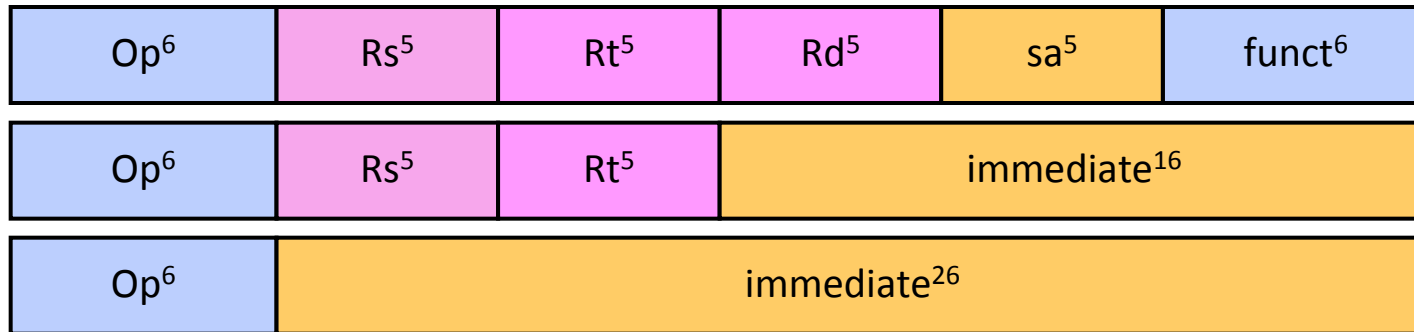 Op⁶ Rs⁵ Rt⁵ Rd⁵ sa⁵ funct⁶
Op⁶ Rs⁵ Rt⁵ immediate¹⁶
Op⁶ immediate²⁶